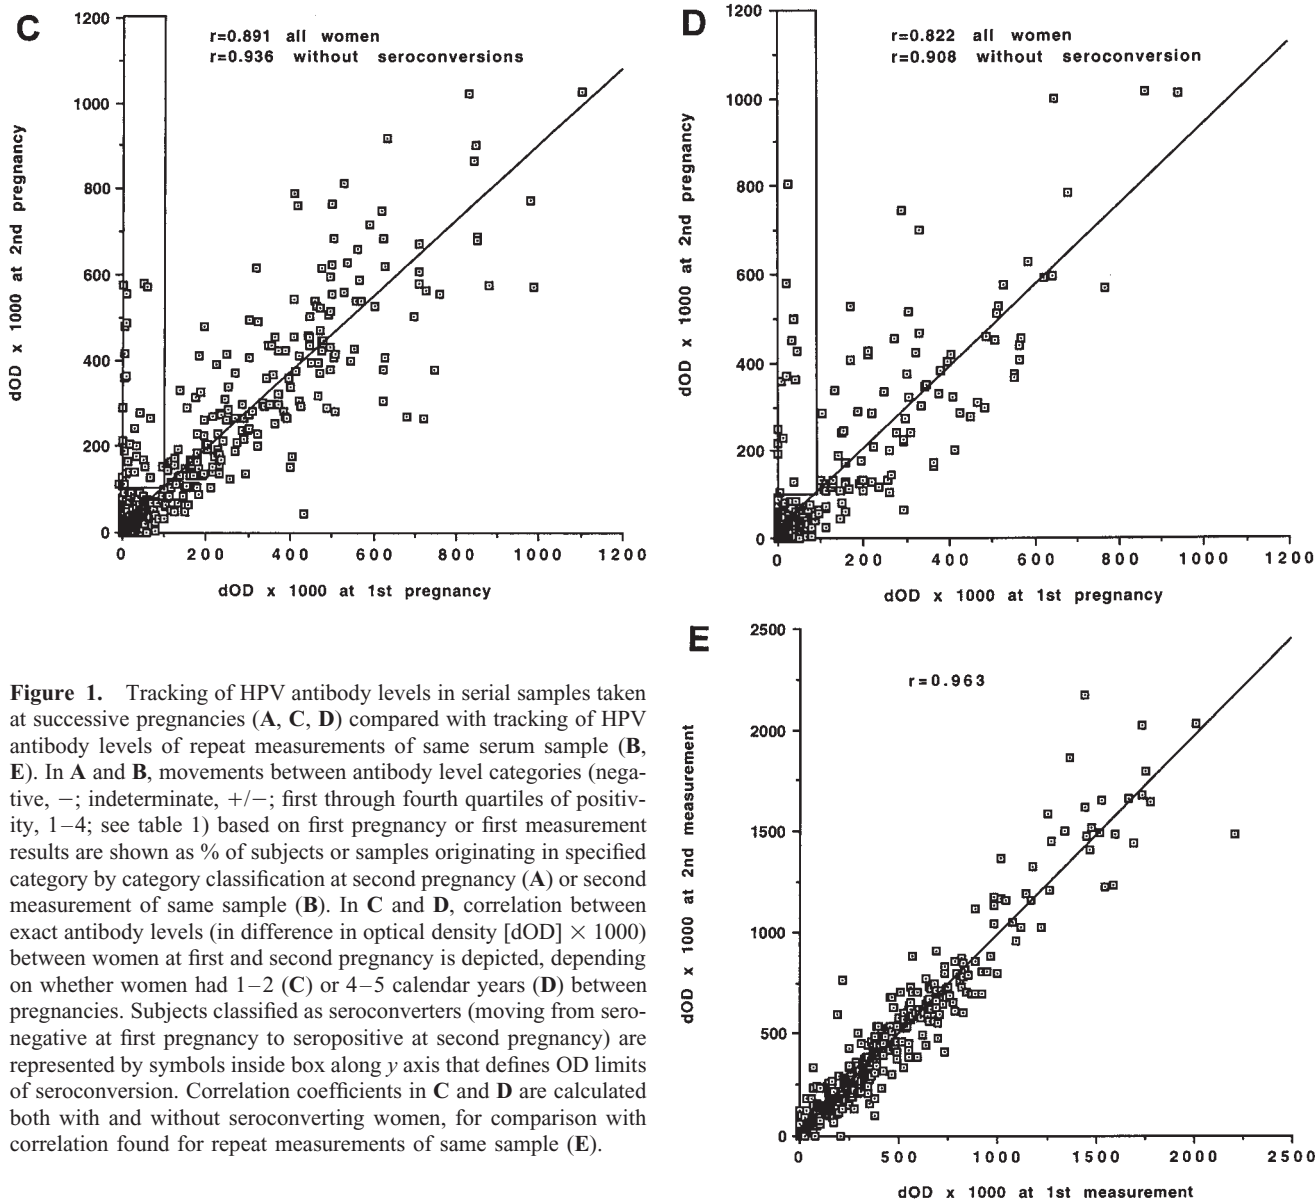 C
r=0.891 all women
r=0.936 without seroconversions
1200
1000
800
600
400
200
0
dOD x 1000 at 2nd pregnancy
0 200 400 600 800 1000 1200
dOD x 1000 at 1st pregnancy
D
r=0.822 all women
r=0.908 without seroconversion
1200
1000
800
600
400
200
0
dOD x 1000 at 2nd pregnancy
0 200 400 600 800 1000 1200
dOD x 1000 at 1st pregnancy
E
r=0.963
2500
2000
1500
1000
500
0
dOD x 1000 at 2nd measurement
0 500 1000 1500 2000 2500
dOD x 1000 at 1st measurement
Figure 1. Tracking of HPV antibody levels in serial samples taken
at successive pregnancies (A, C, D) compared with tracking of HPV
antibody levels of repeat measurements of same serum sample (B,
E). In A and B, movements between antibody level categories (nega-
tive, −; indeterminate, +/−; first through fourth quartiles of positiv-
ity, 1–4; see table 1) based on first pregnancy or first measurement
results are shown as % of subjects or samples originating in specified
category by category classification at second pregnancy (A) or second
measurement of same sample (B). In C and D, correlation between
exact antibody levels (in difference in optical density [dOD] × 1000)
between women at first and second pregnancy is depicted, depending
on whether women had 1–2 (C) or 4–5 calendar years (D) between
pregnancies. Subjects classified as seroconverters (moving from sero-
negative at first pregnancy to seropositive at second pregnancy) are
represented by symbols inside box along y axis that defines OD limits
of seroconversion. Correlation coefficients in C and D are calculated
both with and without seroconverting women, for comparison with
correlation found for repeat measurements of same sample (E).